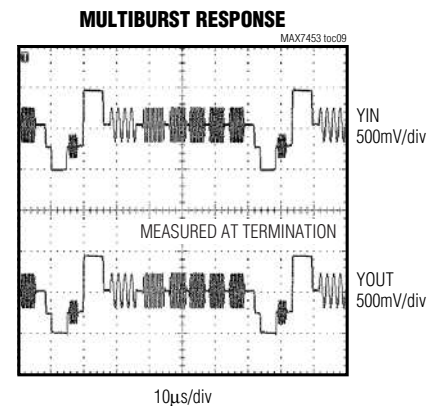 MULTIBURST RESPONSE
MAX7453 toc09
YIN
500mV/div
MEASURED AT TERMINATION
YOUT
500mV/div
10µs/div